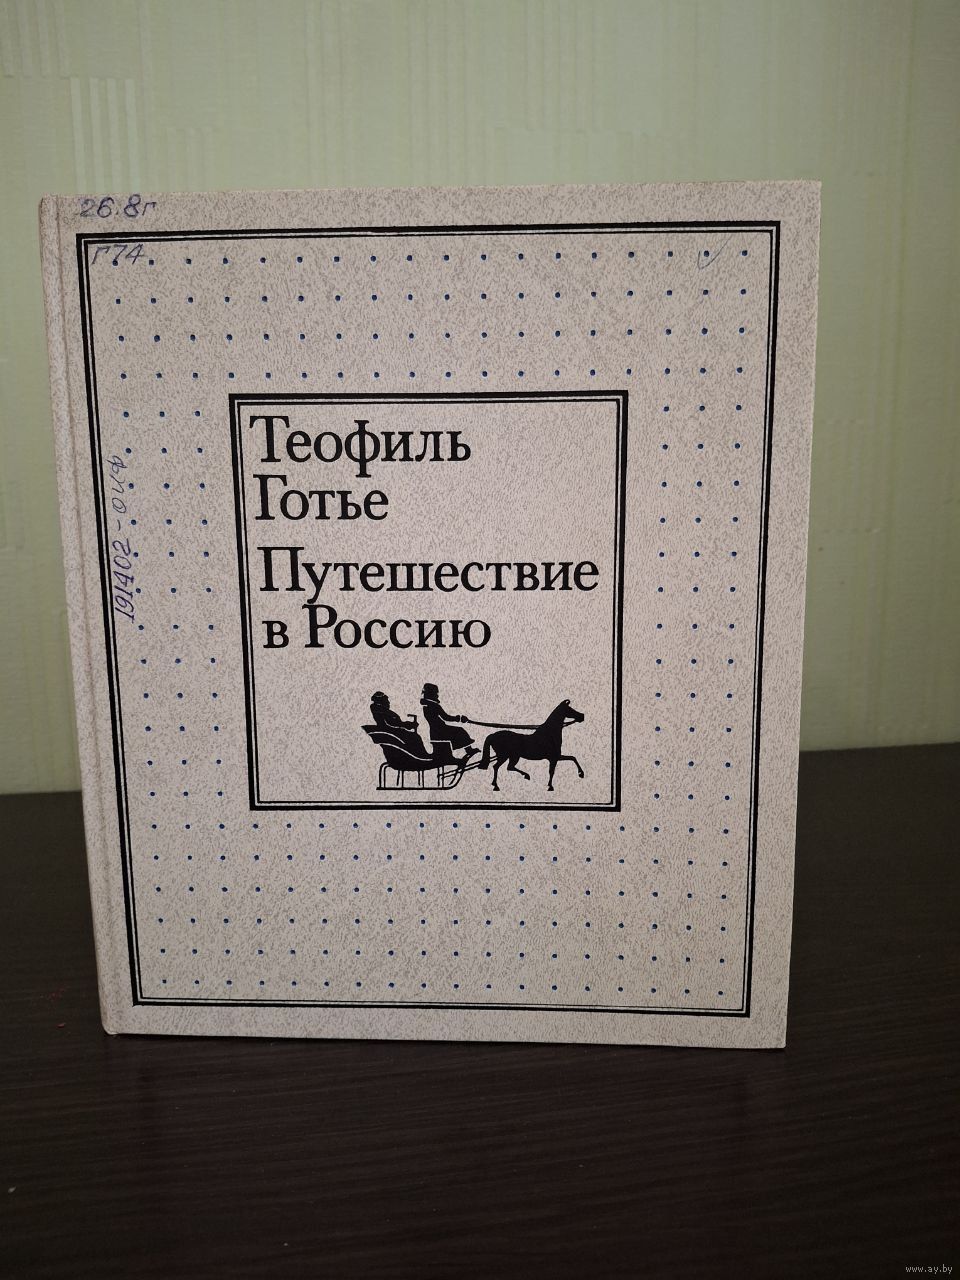 26.8г
Г74
191402-ОИФ
Теофиль
Готье
Путешествие
в Россию
www.ay.by